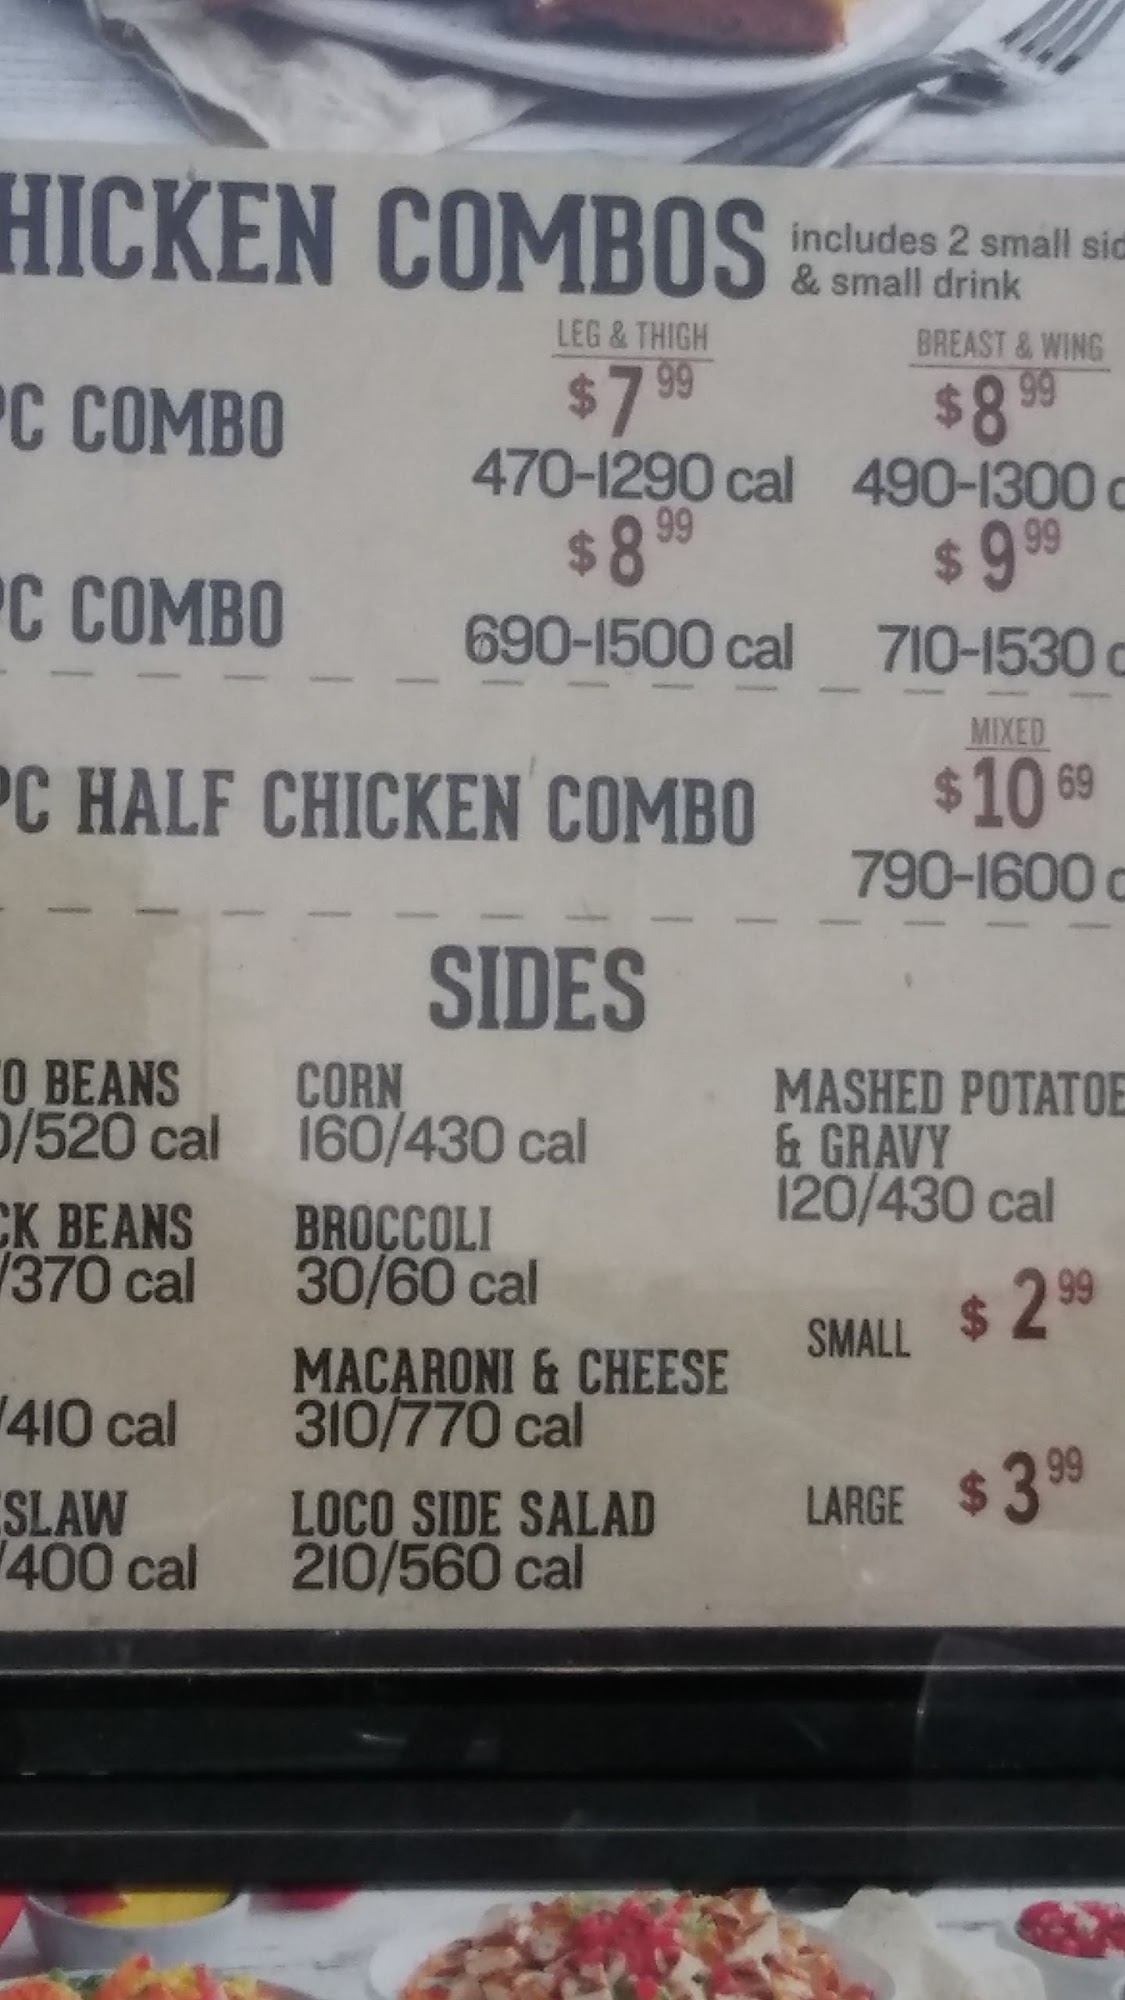 HICKEN COMBOS includes 2 small sid
& small drink
LEG & THIGH BREAST & WING
PC COMBO $7 99 $8 99
470-1290 cal 490-1300 c
PC COMBO $8 99 $9 99
690-1500 cal 710-1530 c
MIXED
PC HALF CHICKEN COMBO $10 69
790-1600 c
SIDES
O BEANS
0/520 cal
CK BEANS
/370 cal
/410 cal
SLAW
/400 cal
CORN
160/430 cal
BROCCOLI
30/60 cal
MACARONI & CHEESE
310/770 cal
LOCO SIDE SALAD
210/560 cal
MASHED POTATOE
& GRAVY
120/430 cal
SMALL $2 99
LARGE $3 99